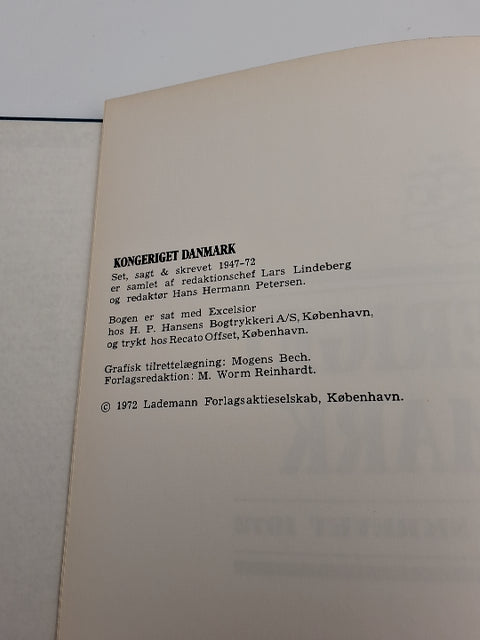 KONGERIGET DANMARK
Set, sagt & skrevet 1947-72
er samlet af redaktionschef Lars Lindeberg
og redaktør Hans Hermann Petersen.
Bogen er sat med Excelsior
hos H. P. Hansens Bogtrykkeri A/S, København,
og trykt hos Recato Offset, København.
Grafisk tilrettelægning: Mogens Bech.
Forlagsredaktion: M. Worm Reinhardt.
© 1972 Lademann Forlagsaktieselskab, København.